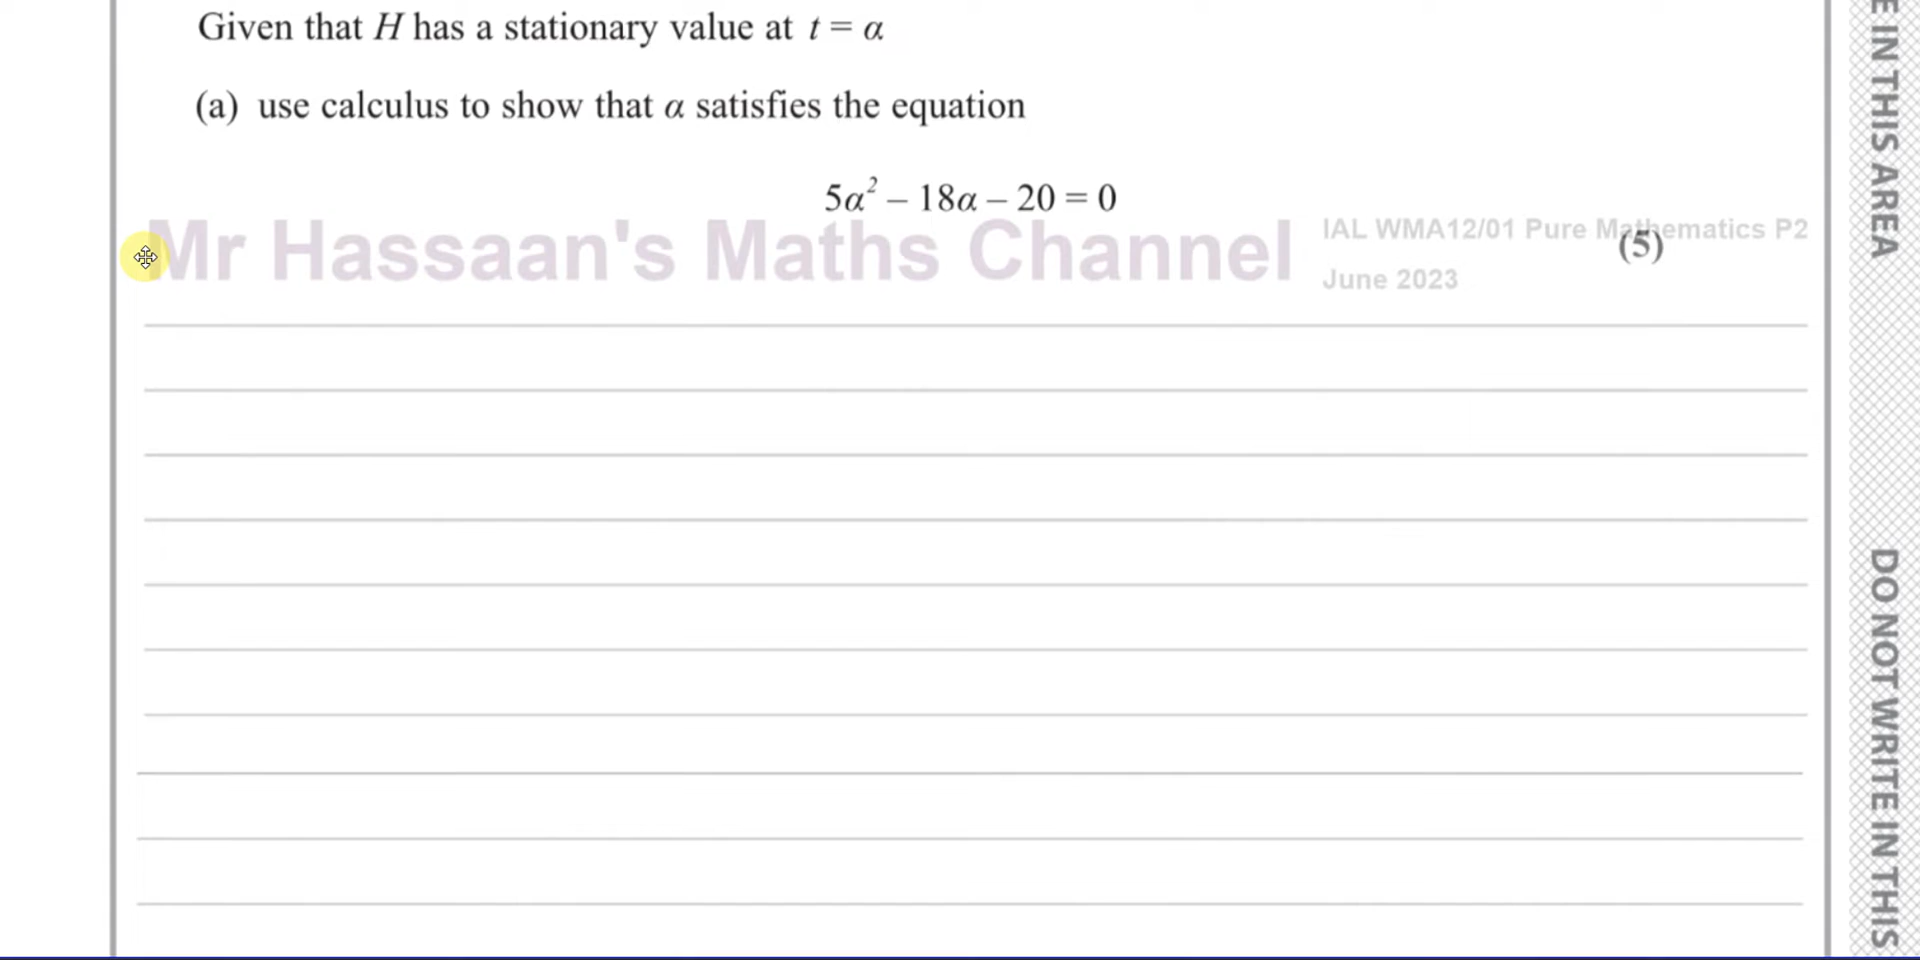 Given that H has a stationary value at t = α
(a) use calculus to show that α satisfies the equation
5α² – 18α – 20 = 0
Mr Hassaan's Maths Channel
IAL WMA12/01 Pure Mathematics P2
(5)
June 2023
E IN THIS AREA
DO NOT WRITE IN THIS